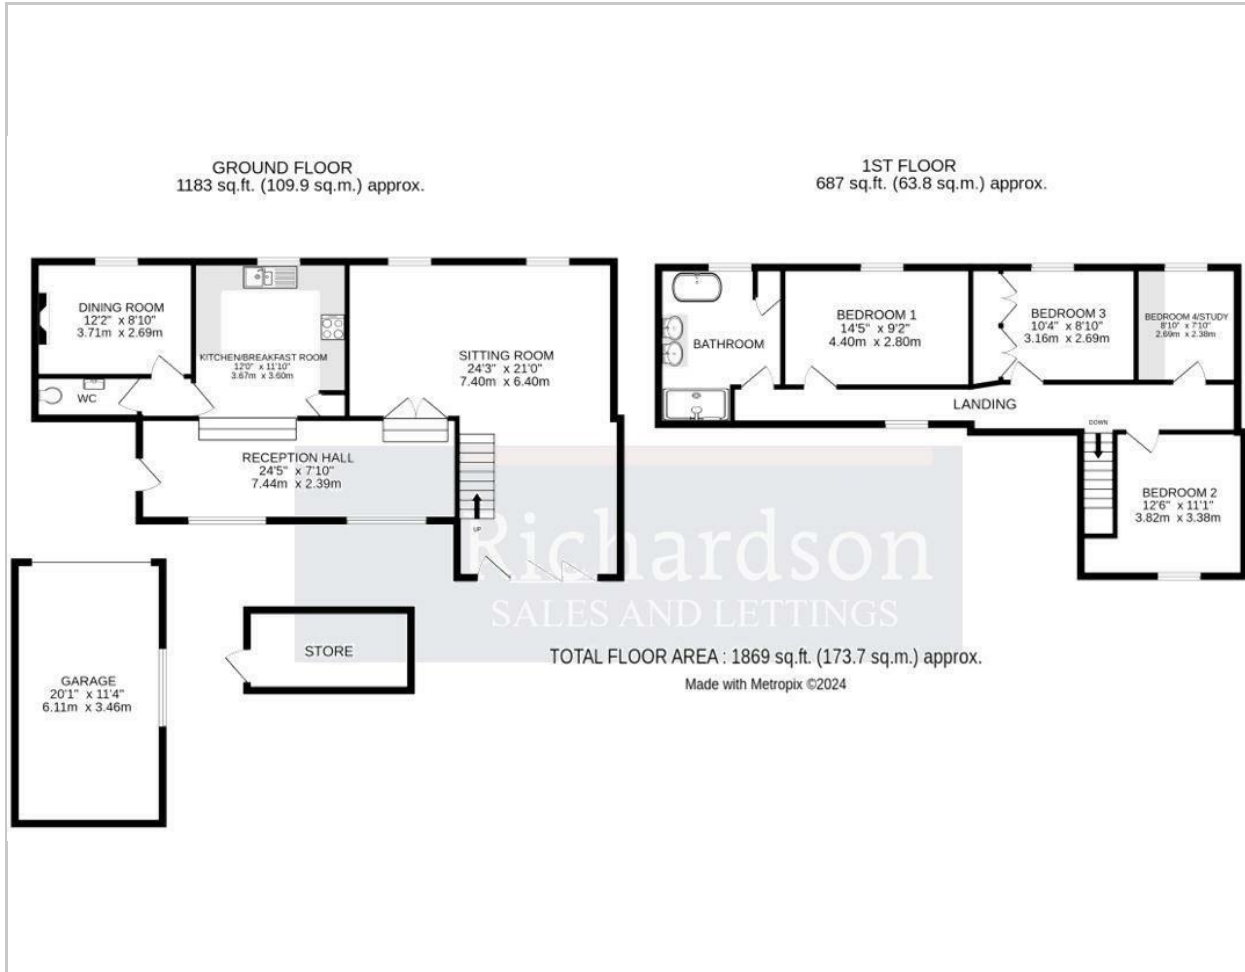 GROUND FLOOR
1183 sq.ft. (109.9 sq.m.) approx.
DINING ROOM
12'2" x 8'10"
3.71m x 2.69m
KITCHEN/BREAKFAST ROOM
12'0" x 11'10"
3.67m x 3.60m
SITTING ROOM
24'3" x 21'0"
7.40m x 6.40m
WC
RECEPTION HALL
24'5" x 7'10"
7.44m x 2.39m
UP
GARAGE
20'1" x 11'4"
6.11m x 3.46m
STORE
1ST FLOOR
687 sq.ft. (63.8 sq.m.) approx.
BATHROOM
BEDROOM 1
14'5" x 9'2"
4.40m x 2.80m
BEDROOM 3
10'4" x 8'10"
3.16m x 2.69m
BEDROOM 4/STUDY
8'10" x 7'10"
2.69m x 2.38m
LANDING
DOWN
BEDROOM 2
12'6" x 11'1"
3.82m x 3.38m
Richardson
SALES AND LETTINGS
TOTAL FLOOR AREA : 1869 sq.ft. (173.7 sq.m.) approx.
Made with Metropix ©2024